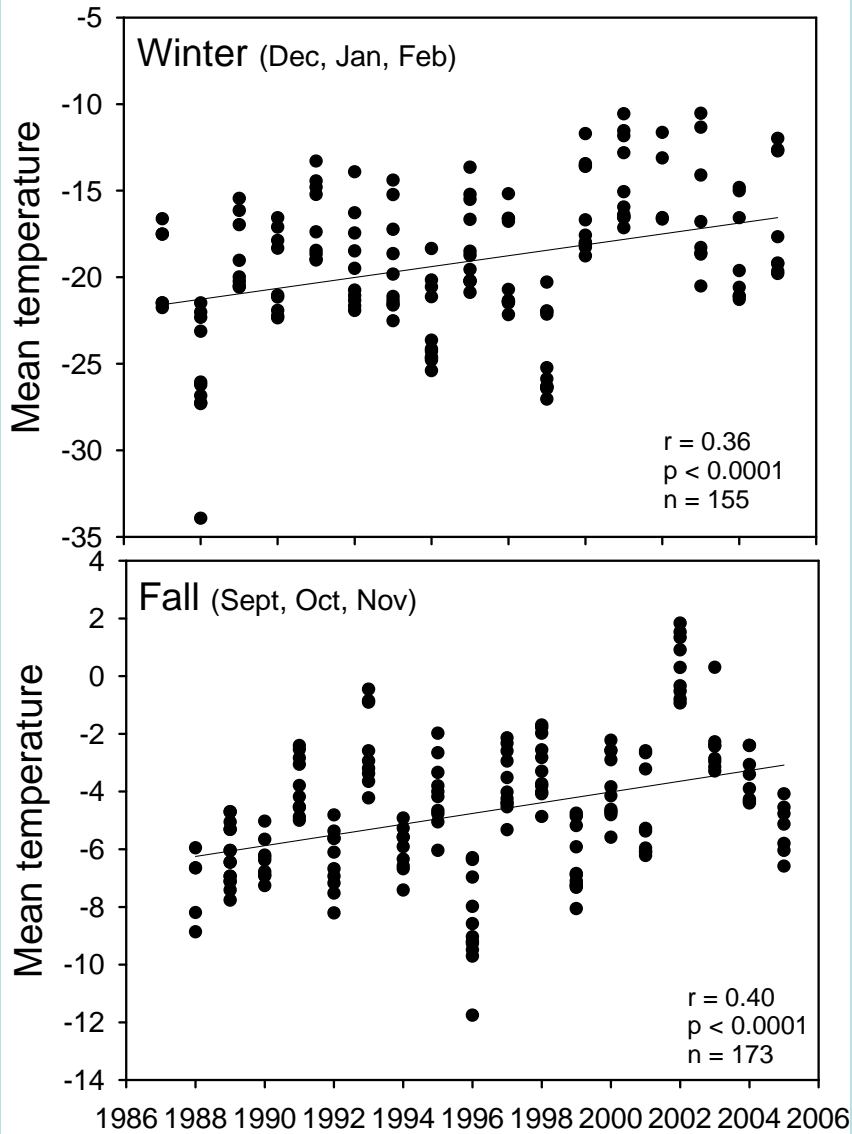 -5
Winter (Dec, Jan, Feb)
-10
-15
-20
-25
-30
-35
Mean temperature
r = 0.36
p < 0.0001
n = 155
4
Fall (Sept, Oct, Nov)
2
0
-2
-4
-6
-8
-10
-12
-14
Mean temperature
r = 0.40
p < 0.0001
n = 173
1986 1988 1990 1992 1994 1996 1998 2000 2002 2004 2006